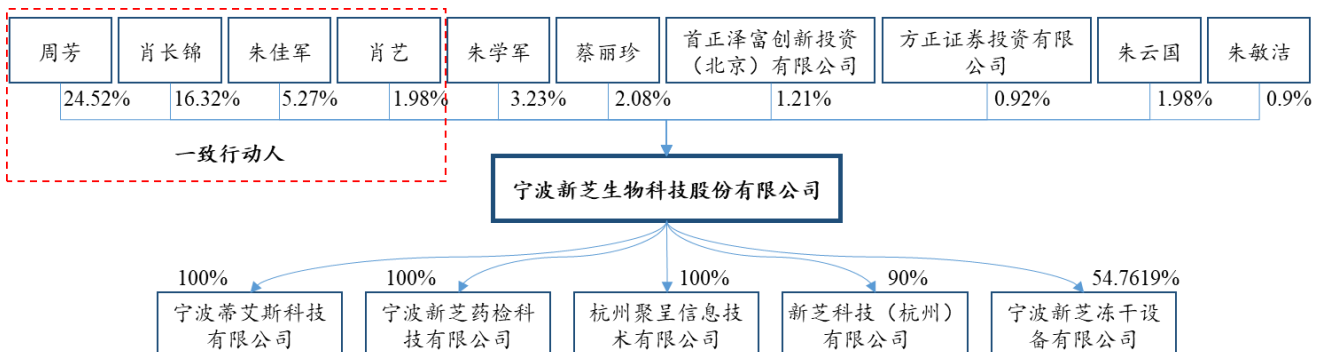 周芳
肖长锦
朱佳军
肖艺
朱学军
蔡丽珍
首正泽富创新投资
（北京）有限公司
方正证券投资有限
公司
朱云国
朱敏洁
24.52%
16.32%
5.27%
1.98%
3.23%
2.08%
1.21%
0.92%
1.98%
0.9%
一致行动人
宁波新芝生物科技股份有限公司
100%
100%
100%
90%
54.7619%
宁波蒂艾斯科技
有限公司
宁波新芝药检科
技有限公司
杭州聚呈信息技
术有限公司
新芝科技（杭州）
有限公司
宁波新芝冻干设
备有限公司